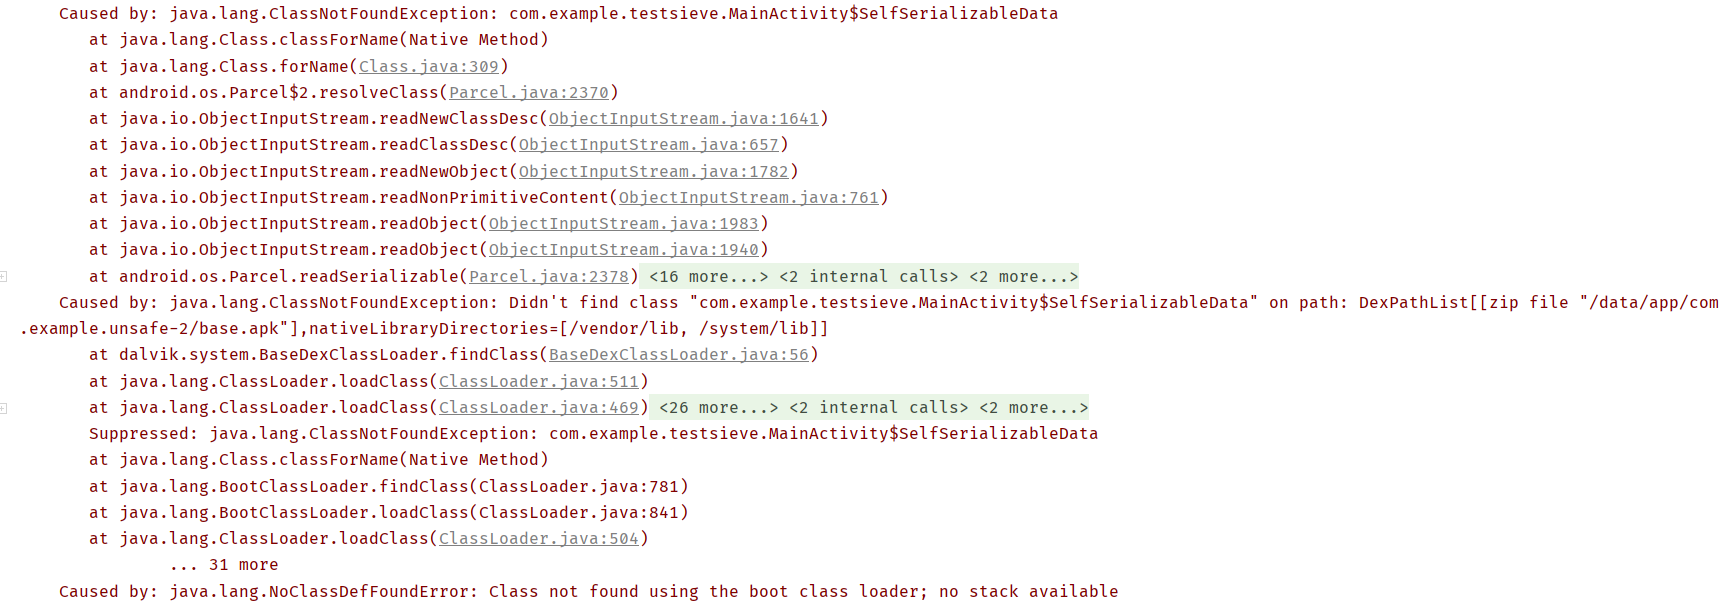 Caused by: java.lang.ClassNotFoundException: com.example.testsieve.MainActivity$SelfSerializableData
at java.lang.Class.classForName(Native Method)
at java.lang.Class.forName(Class.java:309)
at android.os.Parcel$2.resolveClass(Parcel.java:2370)
at java.io.ObjectInputStream.readNewClassDesc(ObjectInputStream.java:1641)
at java.io.ObjectInputStream.readClassDesc(ObjectInputStream.java:657)
at java.io.ObjectInputStream.readNewObject(ObjectInputStream.java:1782)
at java.io.ObjectInputStream.readNonPrimitiveContent(ObjectInputStream.java:761)
at java.io.ObjectInputStream.readObject(ObjectInputStream.java:1983)
at java.io.ObjectInputStream.readObject(ObjectInputStream.java:1940)
at android.os.Parcel.readSerializable(Parcel.java:2378) <16 more...> <2 internal calls> <2 more...>
Caused by: java.lang.ClassNotFoundException: Didn't find class "com.example.testsieve.MainActivity$SelfSerializableData" on path: DexPathList[[zip file "/data/app/com
.example.unsafe-2/base.apk"],nativeLibraryDirectories=[/vendor/lib, /system/lib]]
at dalvik.system.BaseDexClassLoader.findClass(BaseDexClassLoader.java:56)
at java.lang.ClassLoader.loadClass(ClassLoader.java:511)
at java.lang.ClassLoader.loadClass(ClassLoader.java:469) <26 more...> <2 internal calls> <2 more...>
Suppressed: java.lang.ClassNotFoundException: com.example.testsieve.MainActivity$SelfSerializableData
at java.lang.Class.classForName(Native Method)
at java.lang.BootClassLoader.findClass(ClassLoader.java:781)
at java.lang.BootClassLoader.loadClass(ClassLoader.java:841)
at java.lang.ClassLoader.loadClass(ClassLoader.java:504)
... 31 more
Caused by: java.lang.NoClassDefFoundError: Class not found using the boot class loader; no stack available